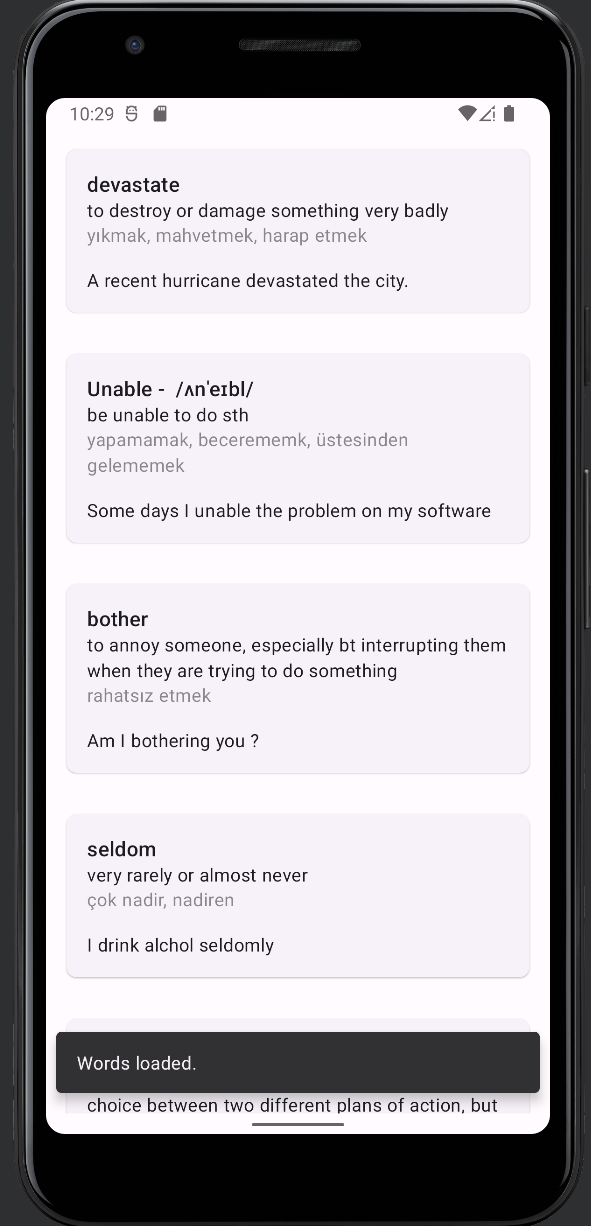 10:29
devastate
to destroy or damage something very badly
yıkmak, mahvetmek, harap etmek
A recent hurricane devastated the city.
Unable -  /ʌnˈeɪbl/
be unable to do sth
yapamamak, becerememk, üstesinden
gelememek
Some days I unable the problem on my software
bother
to annoy someone, especially bt interrupting them
when they are trying to do something
rahatsız etmek
Am I bothering you ?
seldom
very rarely or almost never
çok nadir, nadiren
I drink alchol seldomly
Words loaded.
choice between two different plans of action, but